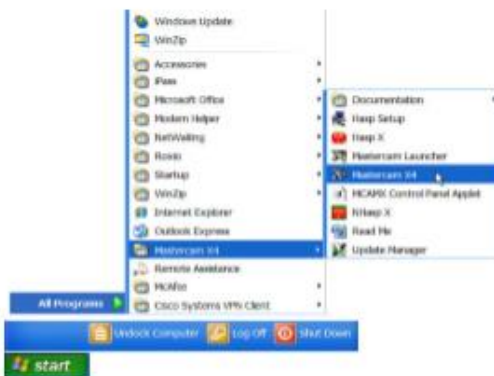 Windows Update
WinZip
Accessories
iPass
Microsoft Office
Modem Helper
NetWaiting
Roxio
Startup
WinZip
Internet Explorer
Outlook Express
Mastercam X4
Remote Assistance
McAfee
Cisco Systems VPN Client
Documentation
Hasp Setup
Hasp X
Mastercam Launcher
Mastercam X4
MCAMX Control Panel Applet
NHasp X
Read Me
Update Manager
All Programs
Undock Computer
Log Off
Shut Down
start